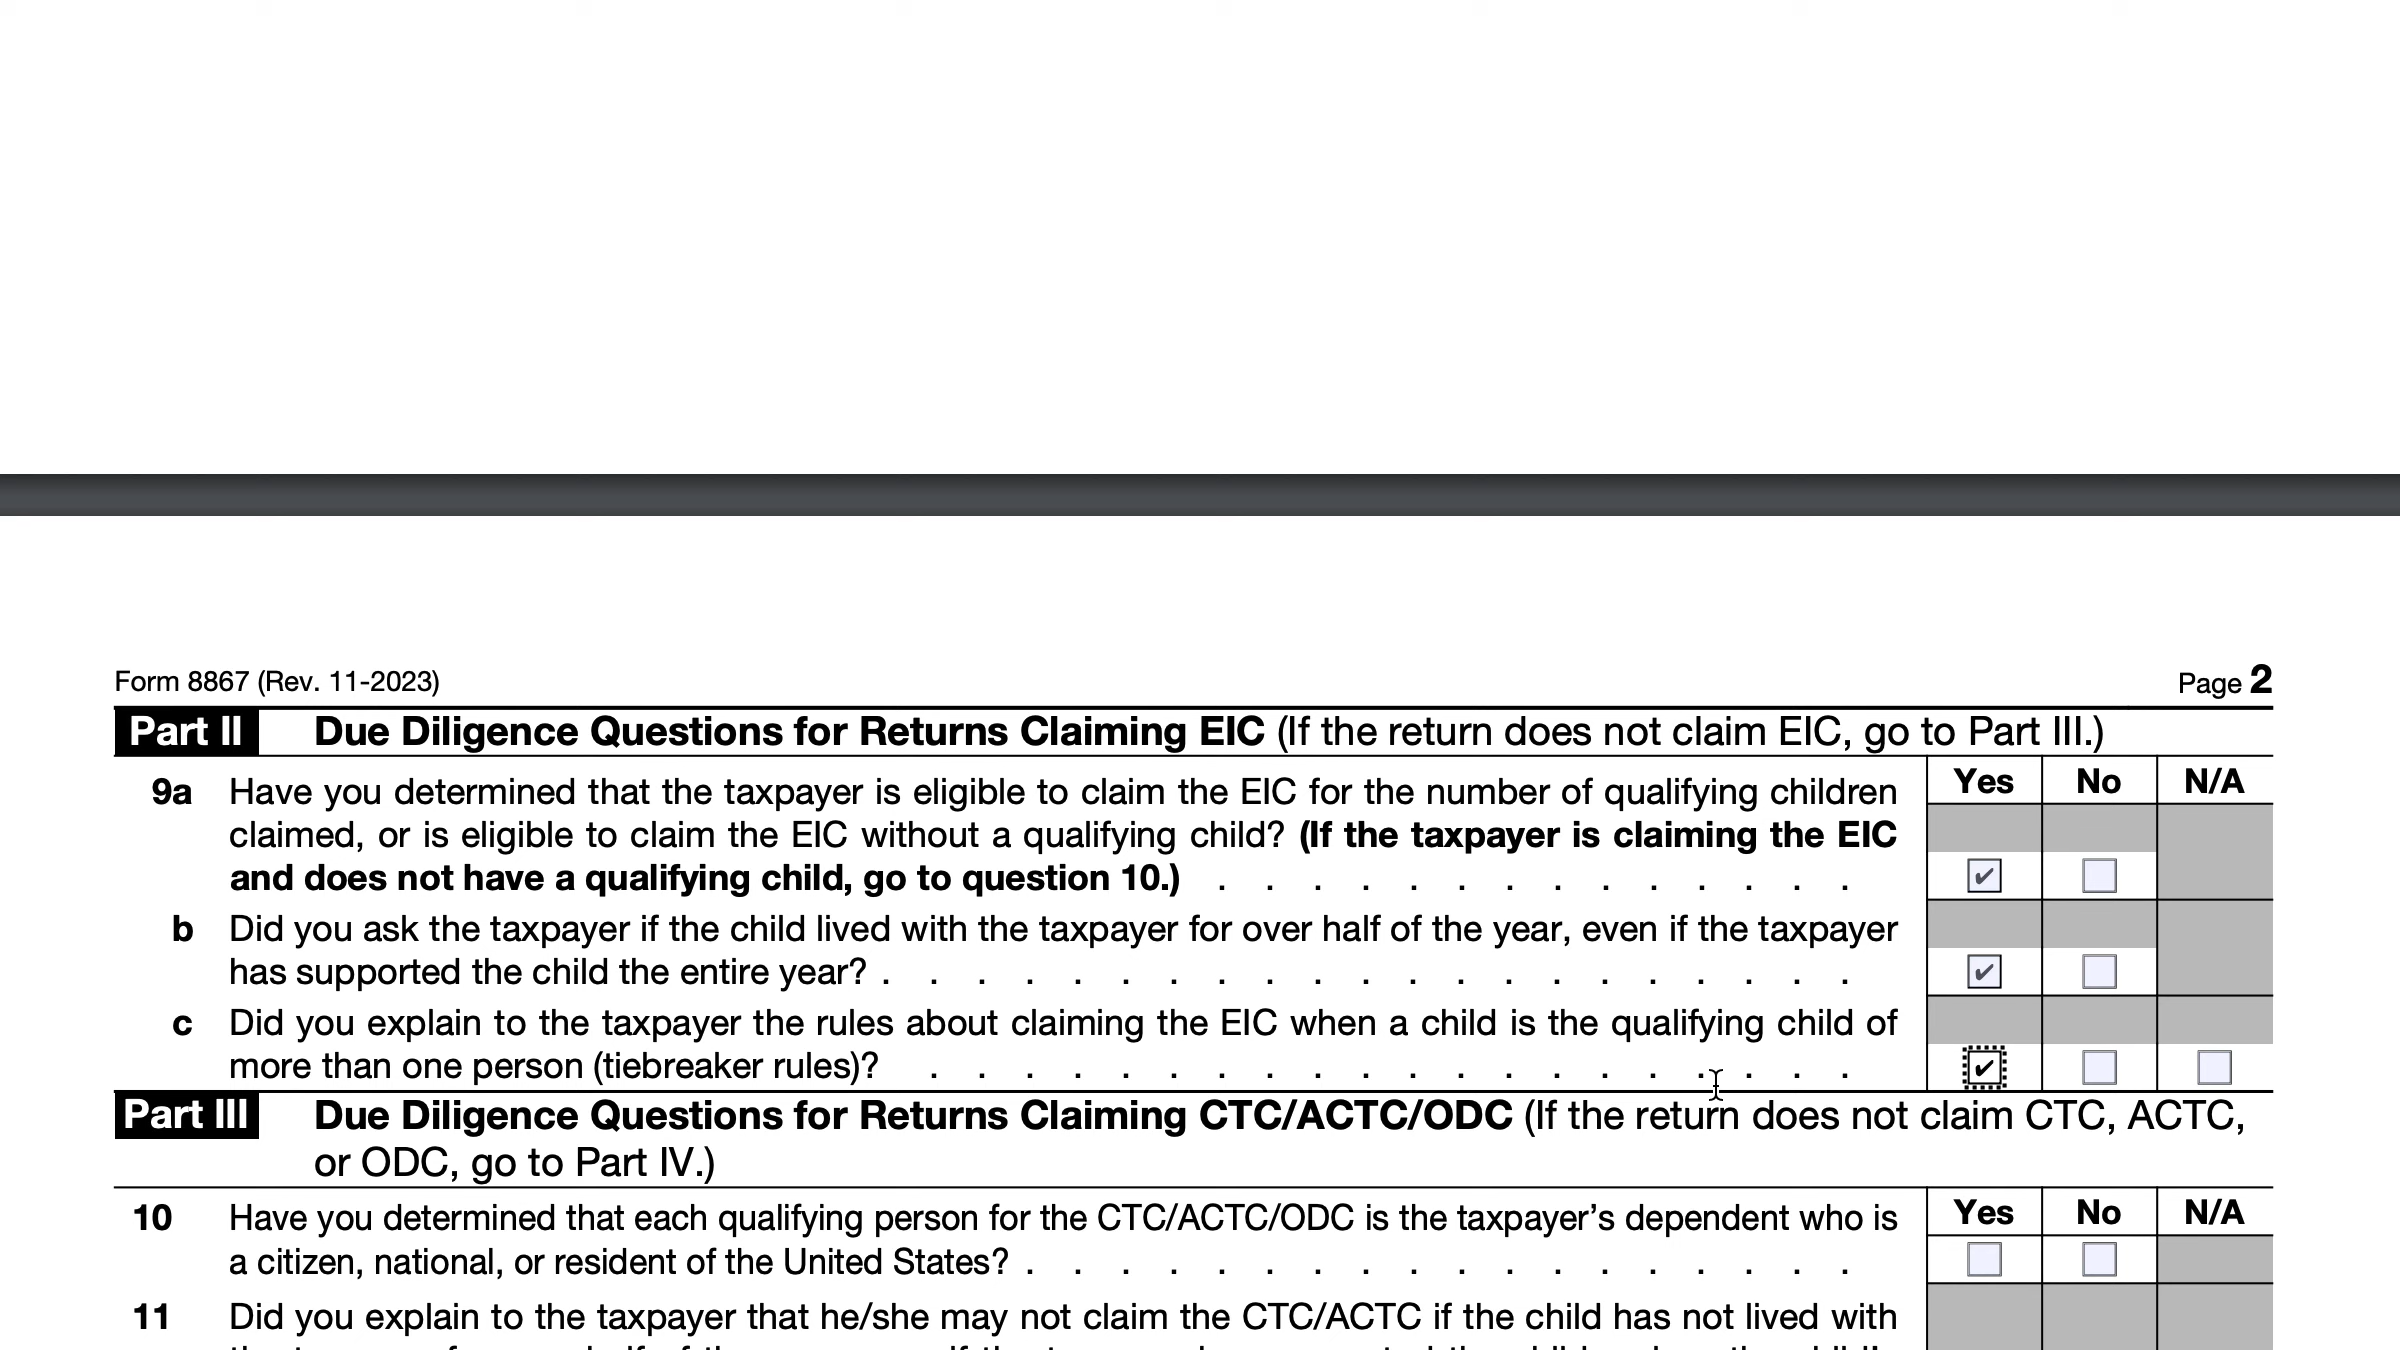 Form 8867 (Rev. 11-2023) Page 2
Part II Due Diligence Questions for Returns Claiming EIC (If the return does not claim EIC, go to Part III.)
Yes No N/A
9a Have you determined that the taxpayer is eligible to claim the EIC for the number of qualifying children
claimed, or is eligible to claim the EIC without a qualifying child? (If the taxpayer is claiming the EIC
and does not have a qualifying child, go to question 10.) . . . . . . . . . . . . . .
b Did you ask the taxpayer if the child lived with the taxpayer for over half of the year, even if the taxpayer
has supported the child the entire year? . . . . . . . . . . . . . . . . . . . . .
c Did you explain to the taxpayer the rules about claiming the EIC when a child is the qualifying child of
more than one person (tiebreaker rules)? . . . . . . . . . . . . . . . . . . . .
Part III Due Diligence Questions for Returns Claiming CTC/ACTC/ODC (If the return does not claim CTC, ACTC,
or ODC, go to Part IV.)
Yes No N/A
10 Have you determined that each qualifying person for the CTC/ACTC/ODC is the taxpayer’s dependent who is
a citizen, national, or resident of the United States? . . . . . . . . . . . . . . . . . .
11 Did you explain to the taxpayer that he/she may not claim the CTC/ACTC if the child has not lived with